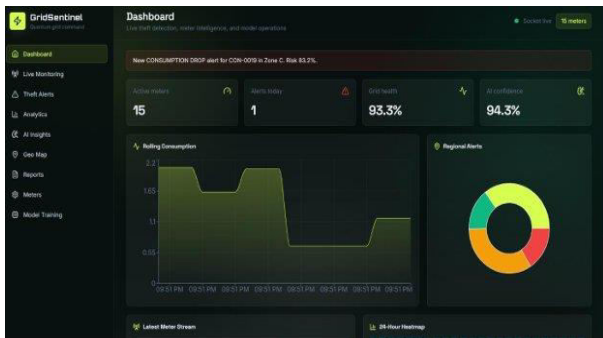 GridSentinel
Quantum grid command
Dashboard
Live Monitoring
Theft Alerts
Analytics
AI Insights
Geo Map
Reports
Meters
Model Training
Dashboard
Live theft detection, meter intelligence, and model operations
Socket live
15 meters
New CONSUMPTION DROP alert for CON-0019 in Zone C. Risk 83.2%.
Active meters
15
Alerts today
1
Grid health
93.3%
AI confidence
94.3%
Rolling Consumption
2.2
1.65
1.1
0.55
0
09:51 PM 09:51 PM 09:51 PM 09:51 PM 09:51 PM 09:51 PM 09:51 PM 09:51 PM
Regional Alerts
Latest Meter Stream
24-Hour Heatmap